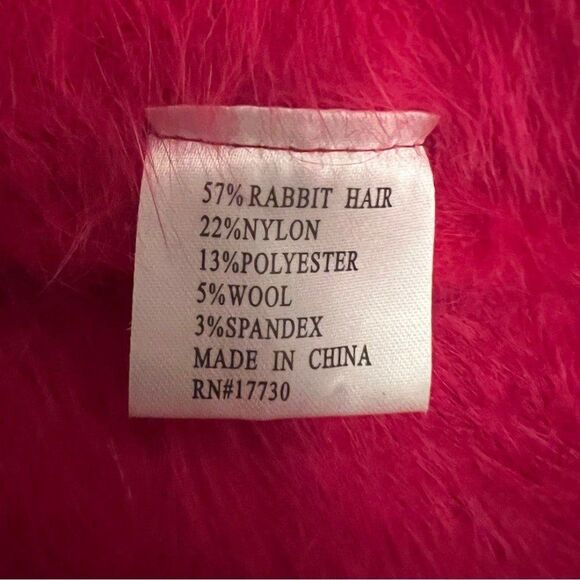 57% RABBIT HAIR
22%NYLON
13%POLYESTER
5%WOOL
3%SPANDEX
MADE IN CHINA
RN#17730